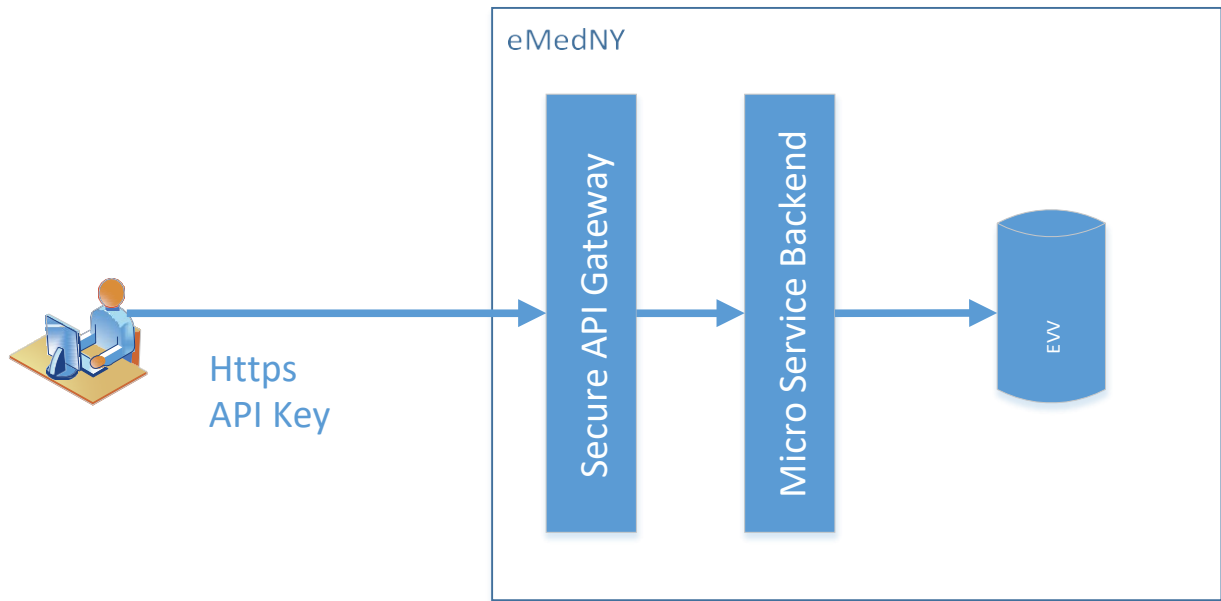 eMedNY
Https
API Key
Secure API Gateway
Micro Service Backend
EVV